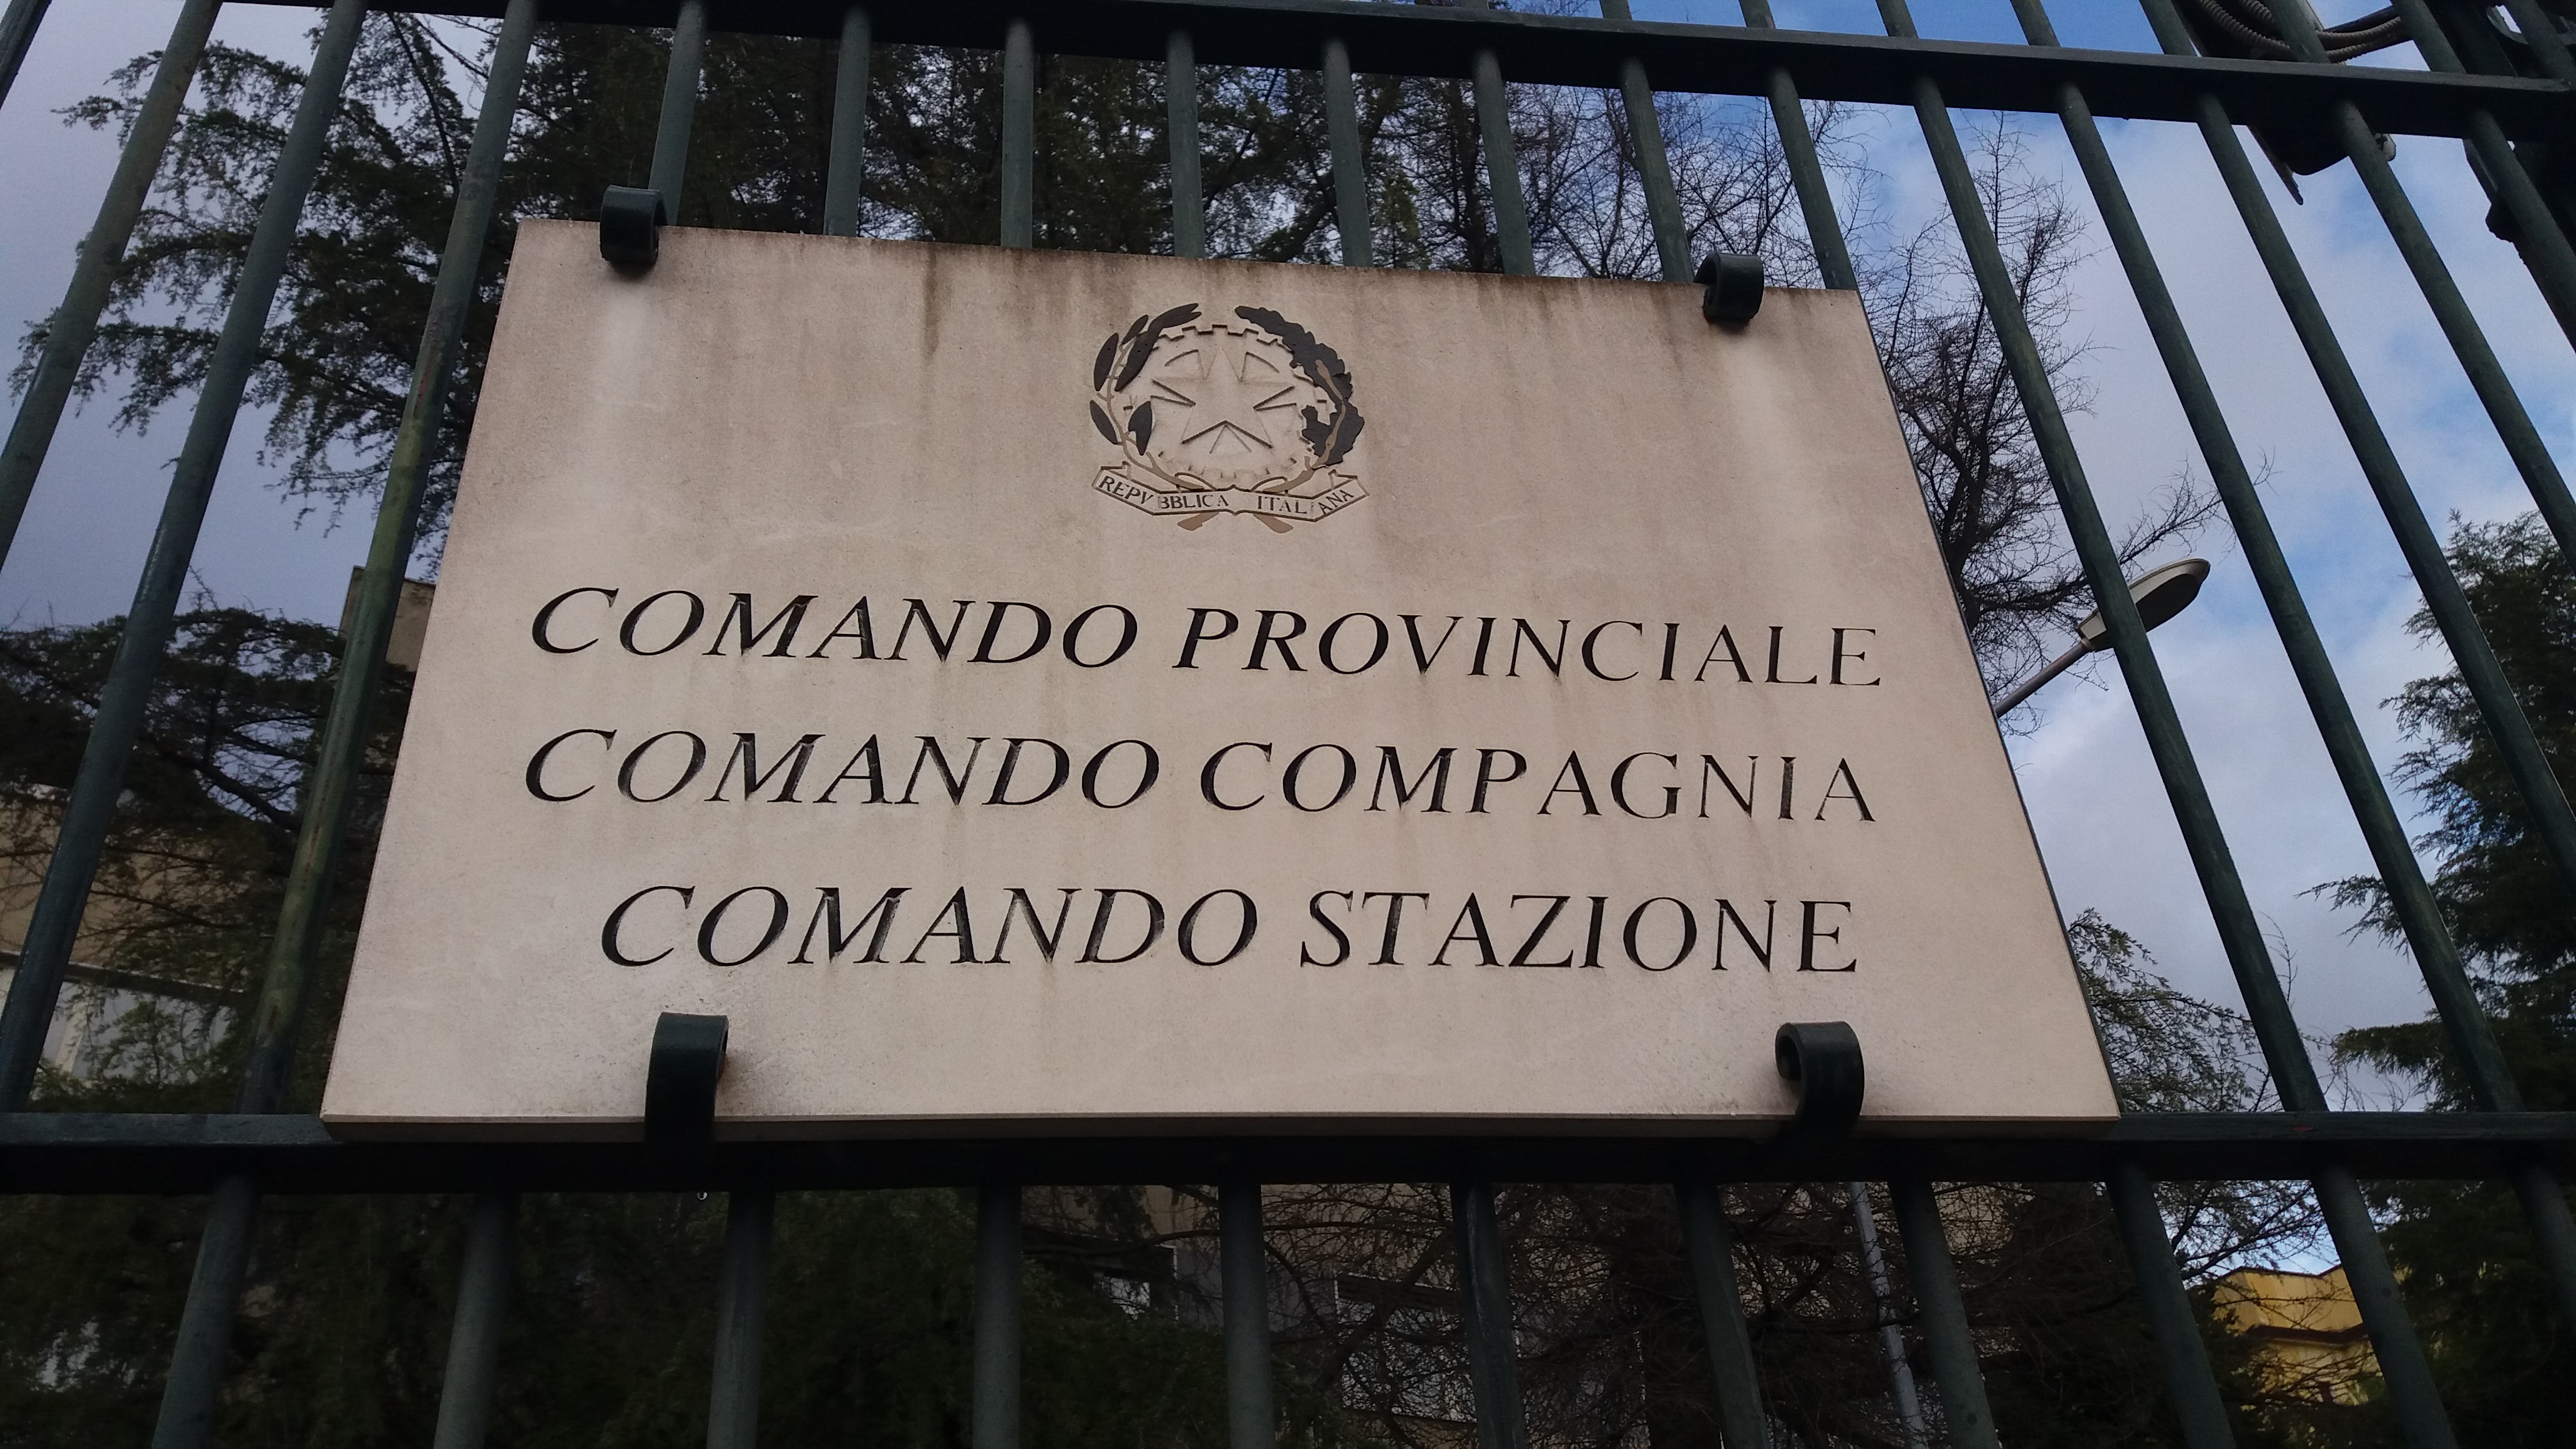 REPVBBLICA ITALIANA
COMANDO PROVINCIALE
COMANDO COMPAGNIA
COMANDO STAZIONE